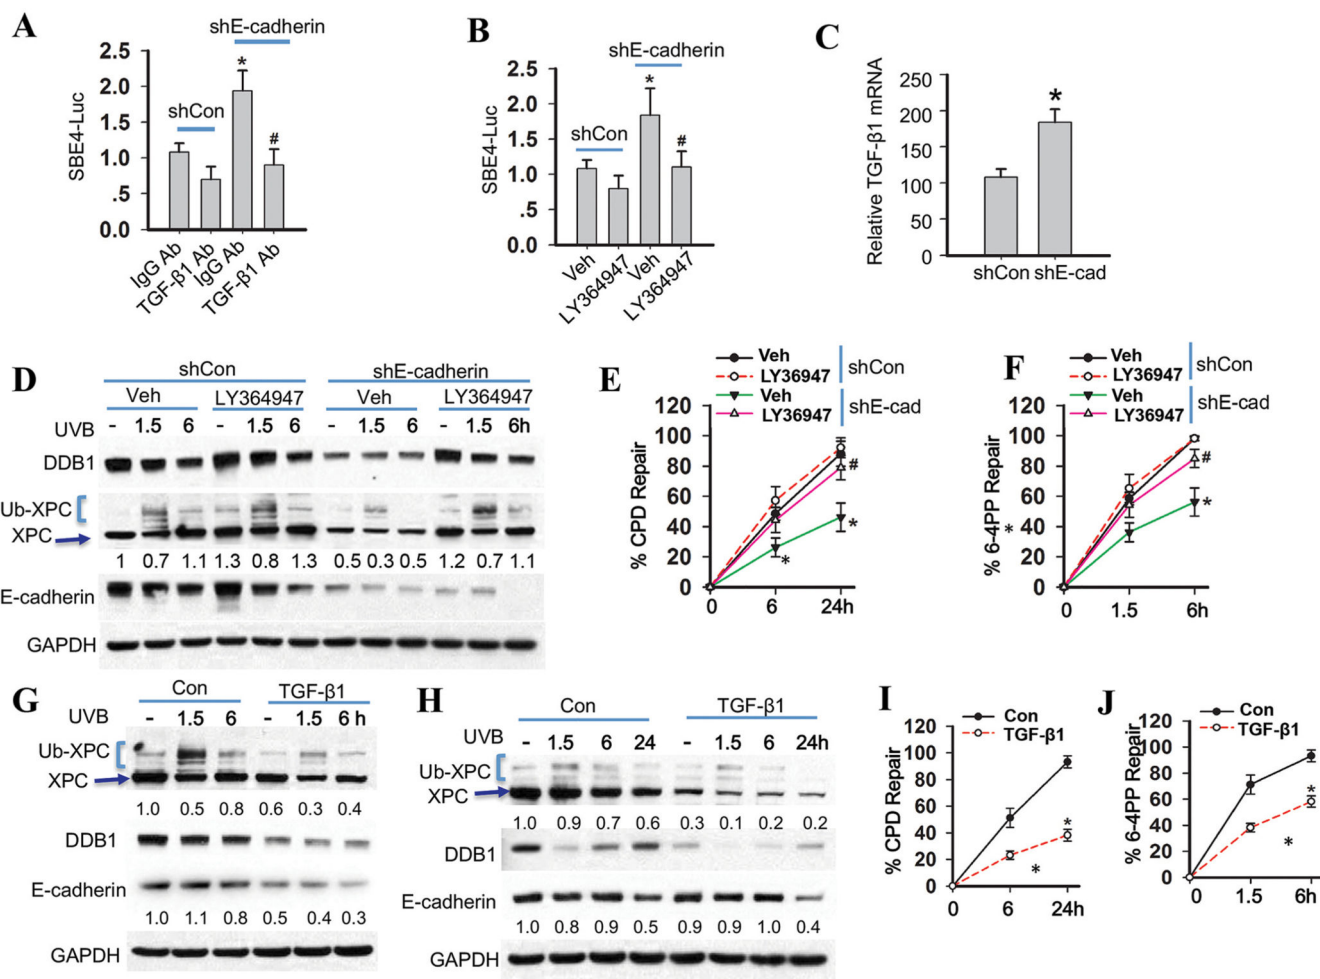 A
shE-cadherin
shCon
*
#
SBE4-Luc
2.5
2.0
1.5
1.0
.5
0.0
IgG Ab
TGF-β1 Ab
IgG Ab
TGF-β1 Ab
B
shE-cadherin
shCon
*
#
SBE4-Luc
2.5
2.0
1.5
1.0
.5
0.0
Veh
LY364947
Veh
LY364947
C
*
Relative TGF-β1 mRNA
250
200
150
100
50
0
shCon shE-cad
D
shCon shE-cadherin
Veh LY364947 Veh LY364947
UVB - 1.5 6 - 1.5 6 - 1.5 6 - 1.5 6h
DDB1
Ub-XPC
XPC
1 0.7 1.1 1.3 0.8 1.3 0.5 0.3 0.5 1.2 0.7 1.1
E-cadherin
GAPDH
E
Veh
LY36947
shCon
Veh
LY36947
shE-cad
% CPD Repair
120
100
80
60
40
20
0
#
*
*
0 6 24h
F
Veh
LY36947
shCon
Veh
LY36947
shE-cad
% 6-4PP Repair
*
120
100
80
60
40
20
0
#
*
0 1.5 6h
G
Con TGF-β1
UVB - 1.5 6 - 1.5 6 h
Ub-XPC
XPC
1.0 0.5 0.8 0.6 0.3 0.4
DDB1
E-cadherin
1.0 1.1 0.8 0.5 0.4 0.3
GAPDH
H
Con TGF-β1
UVB - 1.5 6 24 - 1.5 6 24h
Ub-XPC
XPC
1.0 0.9 0.7 0.6 0.3 0.1 0.2 0.2
DDB1
E-cadherin
1.0 0.8 0.9 0.5 0.9 0.9 1.0 0.4
GAPDH
I
Con
TGF-β1
% CPD Repair
120
100
80
60
40
20
0
*
*
0 6 24h
J
Con
TGF-β1
% 6-4PP Repair
120
100
80
60
40
20
0
*
*
0 1.5 6h